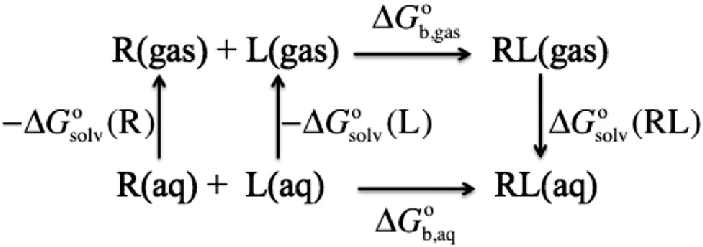 ΔG°b,gas
R(gas) + L(gas) RL(gas)
−ΔG°solv(R) −ΔG°solv(L) ΔG°solv(RL)
R(aq) + L(aq) RL(aq)
ΔG°b,aq